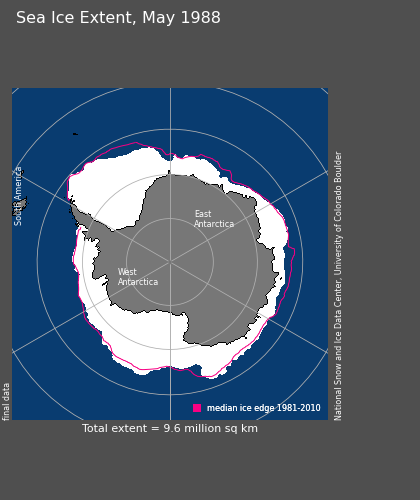 Sea Ice Extent, May 1988
South America
East
Antarctica
West
Antarctica
National Snow and Ice Data Center, University of Colorado Boulder
final data
median ice edge 1981-2010
Total extent = 9.6 million sq km